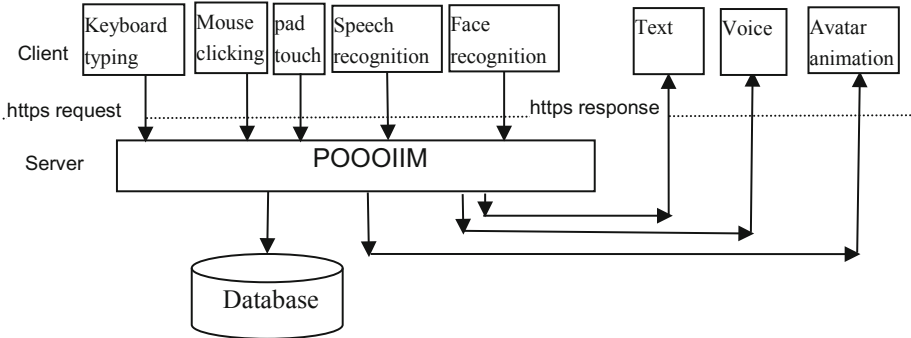 Keyboard
typing
Mouse
clicking
pad
touch
Speech
recognition
Face
recognition
Text
Voice
Avatar
animation
Client
https request
https response
Server
POOOIIM
Database